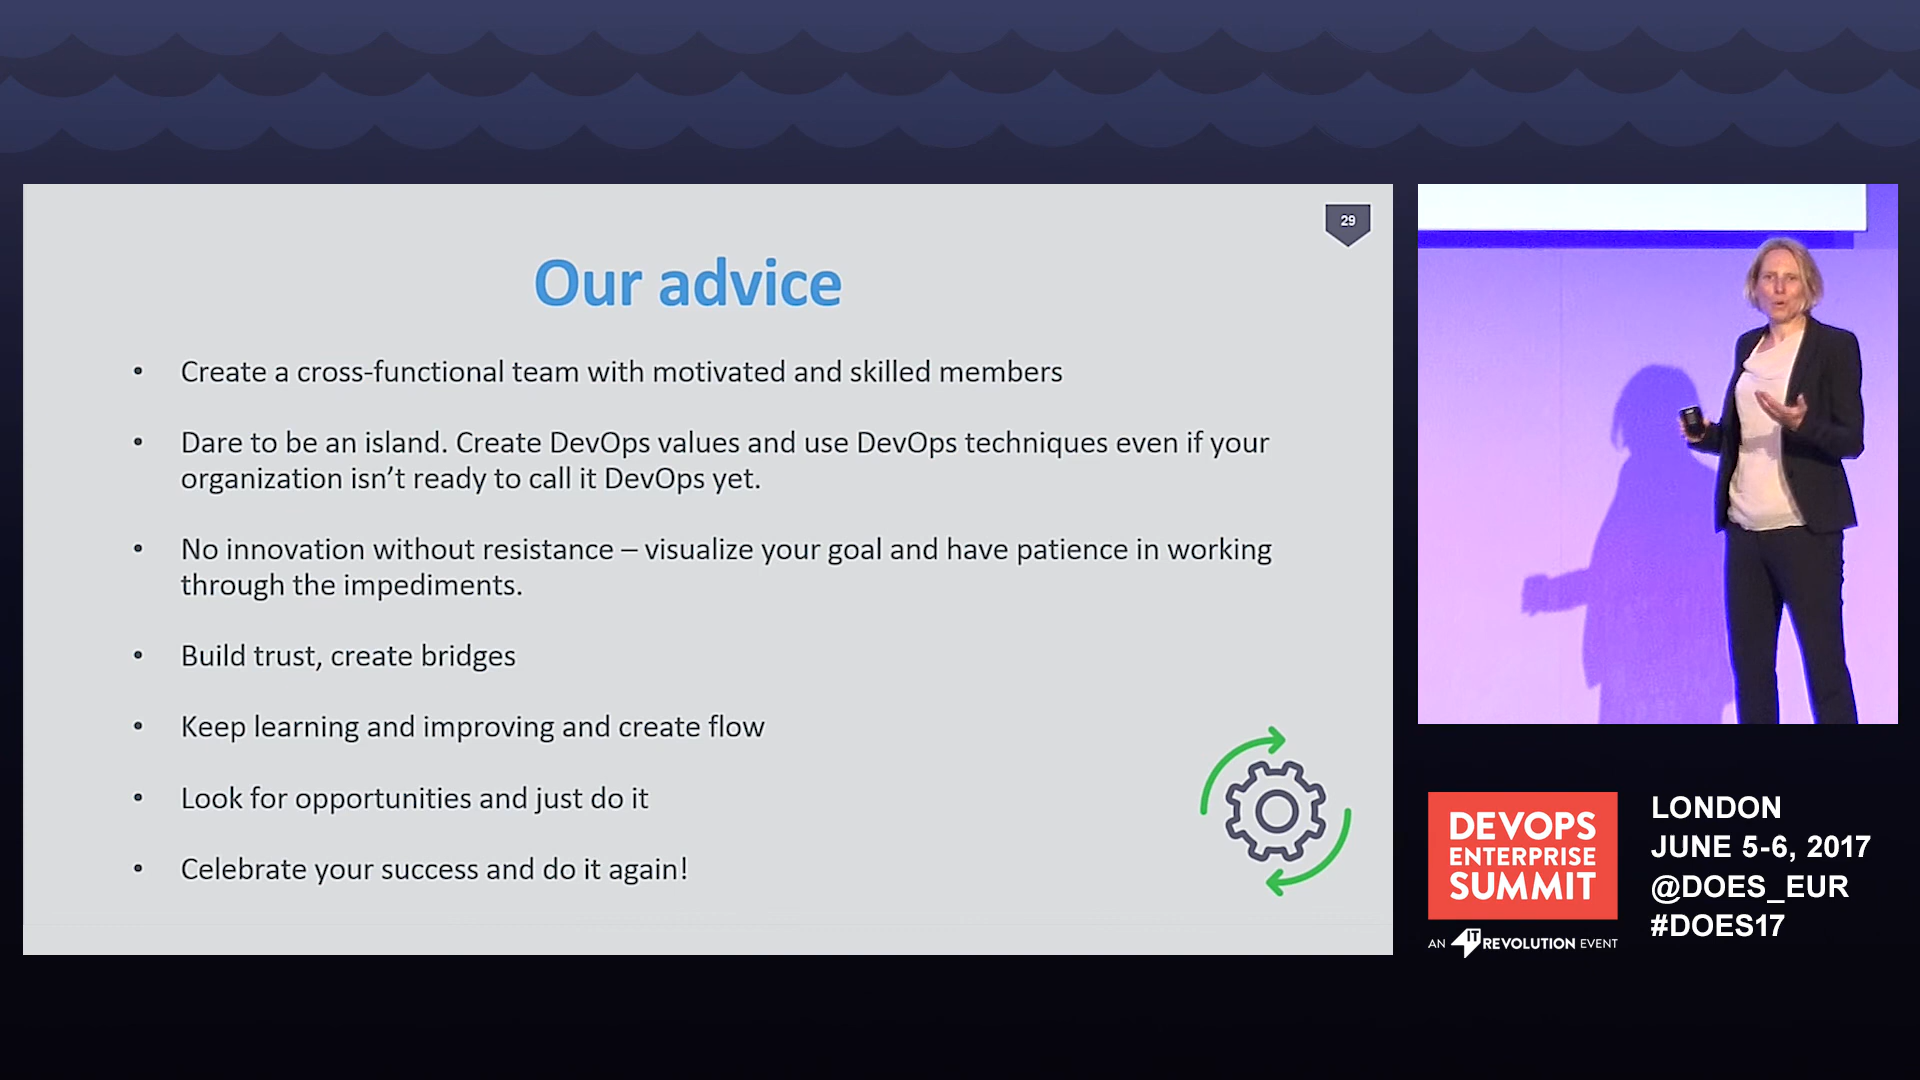 29
Our advice
• Create a cross-functional team with motivated and skilled members
• Dare to be an island. Create DevOps values and use DevOps techniques even if your
organization isn’t ready to call it DevOps yet.
• No innovation without resistance – visualize your goal and have patience in working
through the impediments.
• Build trust, create bridges
• Keep learning and improving and create flow
• Look for opportunities and just do it
• Celebrate your success and do it again!
DEVOPS
ENTERPRISE
SUMMIT
AN IT REVOLUTION EVENT
LONDON
JUNE 5-6, 2017
@DOES_EUR
#DOES17